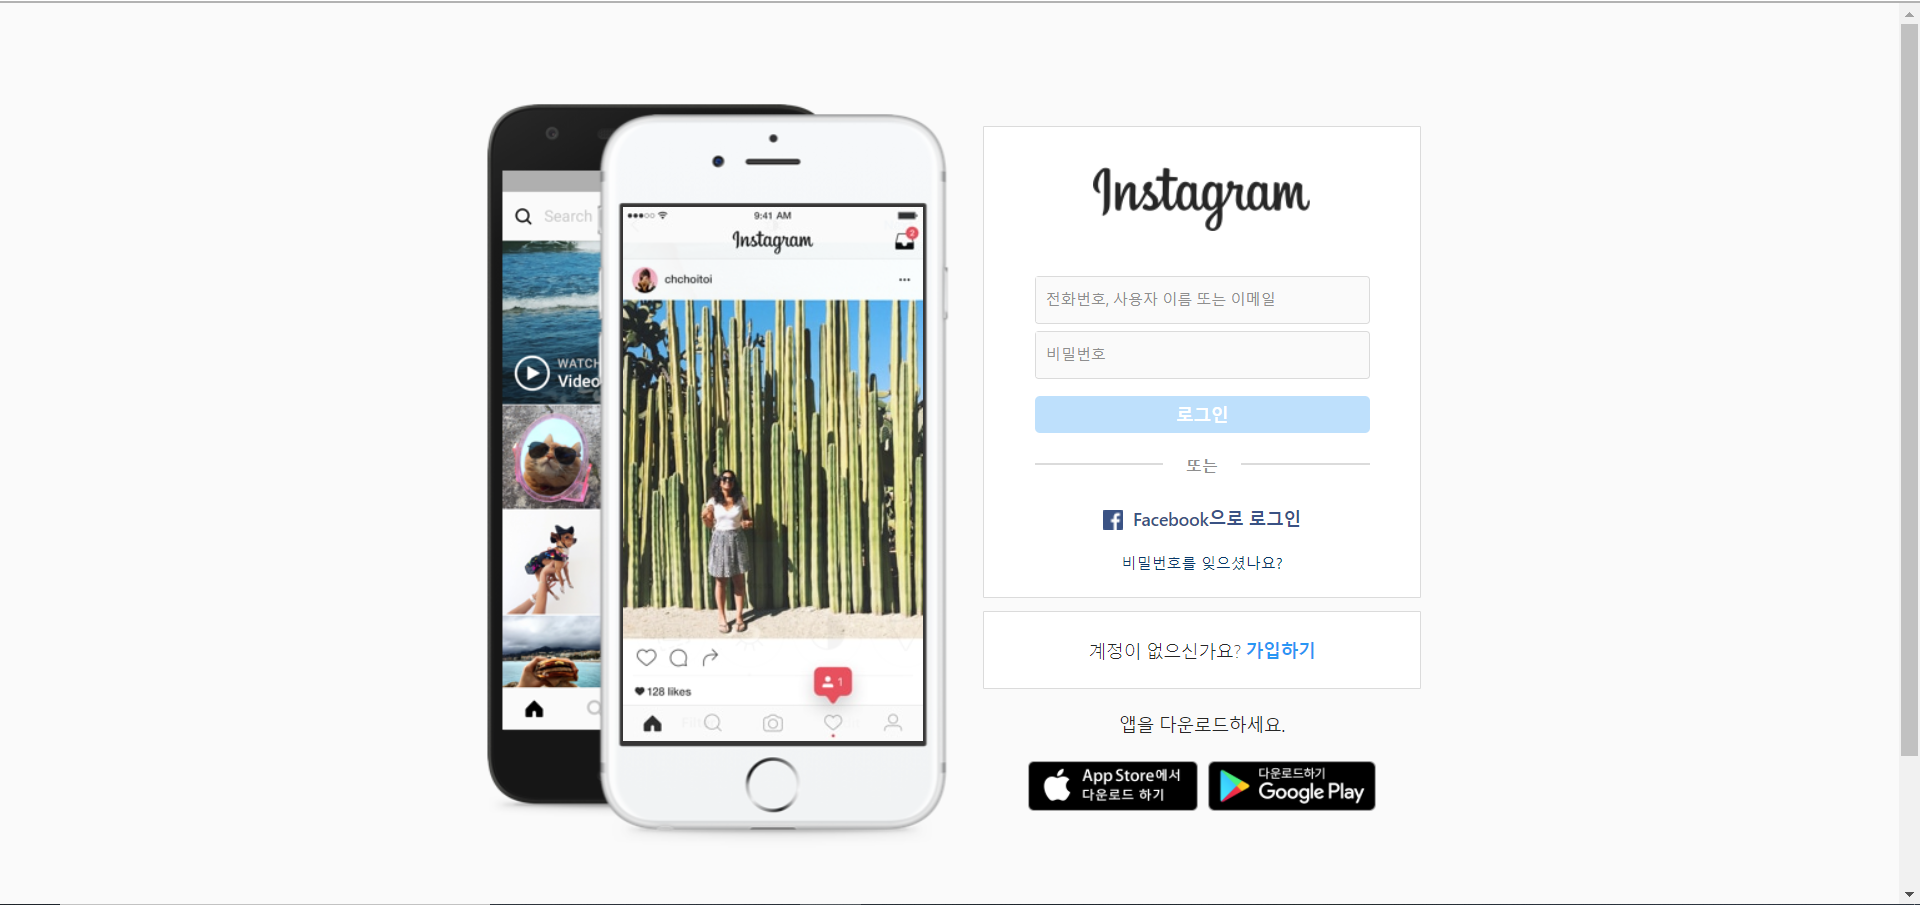 Search
WATCH
Video
9:41 AM
Instagram
2
chchoitoi
128 likes
1
Instagram
전화번호, 사용자 이름 또는 이메일
비밀번호
로그인
또는
Facebook으로 로그인
비밀번호를 잊으셨나요?
계정이 없으신가요? 가입하기
앱을 다운로드하세요.
App Store에서
다운로드 하기
다운로드하기
Google Play